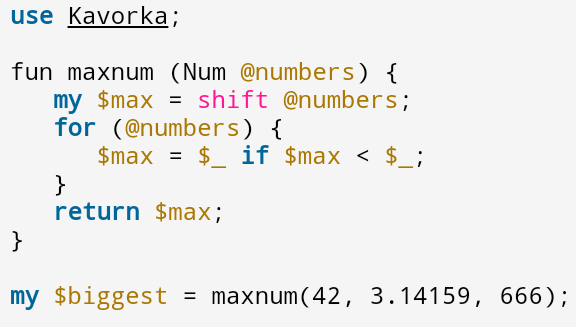 use Kavorka;

fun maxnum (Num @numbers) {
   my $max = shift @numbers;
   for (@numbers) {
      $max = $_ if $max < $_;
   }
   return $max;
}

my $biggest = maxnum(42, 3.14159, 666);